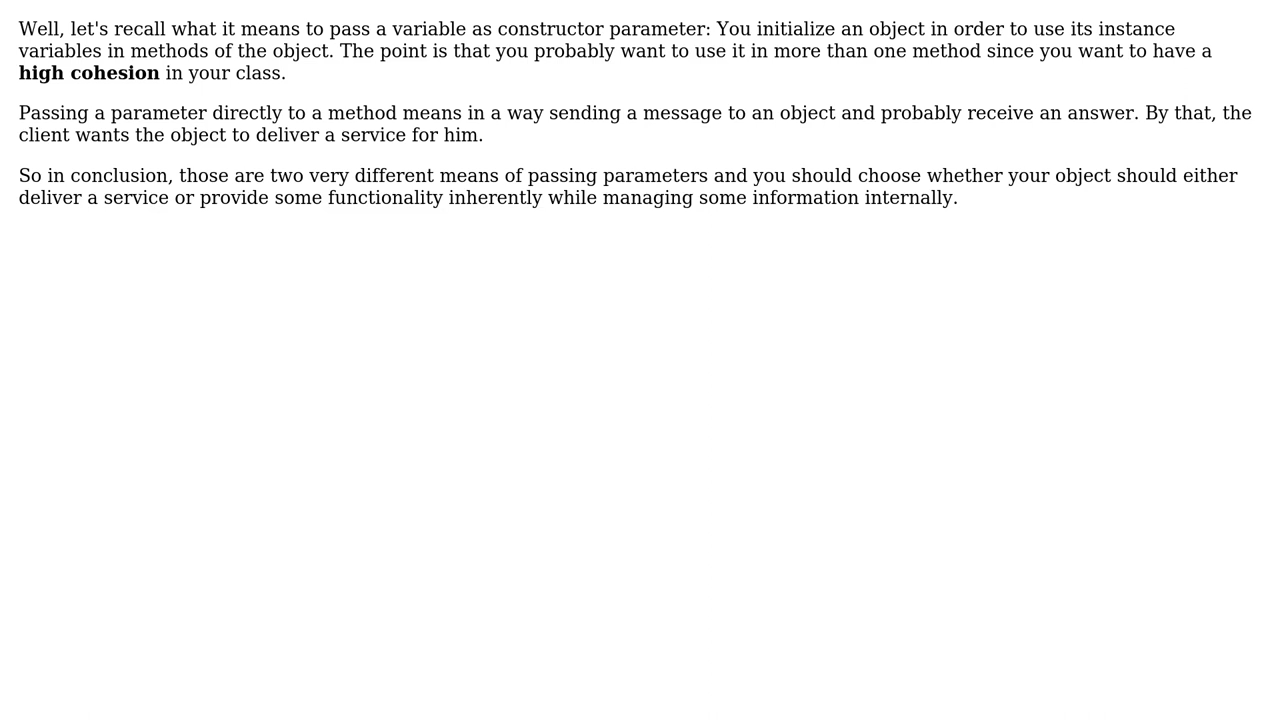 Well, let's recall what it means to pass a variable as constructor parameter: You initialize an object in order to use its instance
variables in methods of the object. The point is that you probably want to use it in more than one method since you want to have a
high cohesion in your class.
Passing a parameter directly to a method means in a way sending a message to an object and probably receive an answer. By that, the
client wants the object to deliver a service for him.
So in conclusion, those are two very different means of passing parameters and you should choose whether your object should either
deliver a service or provide some functionality inherently while managing some information internally.